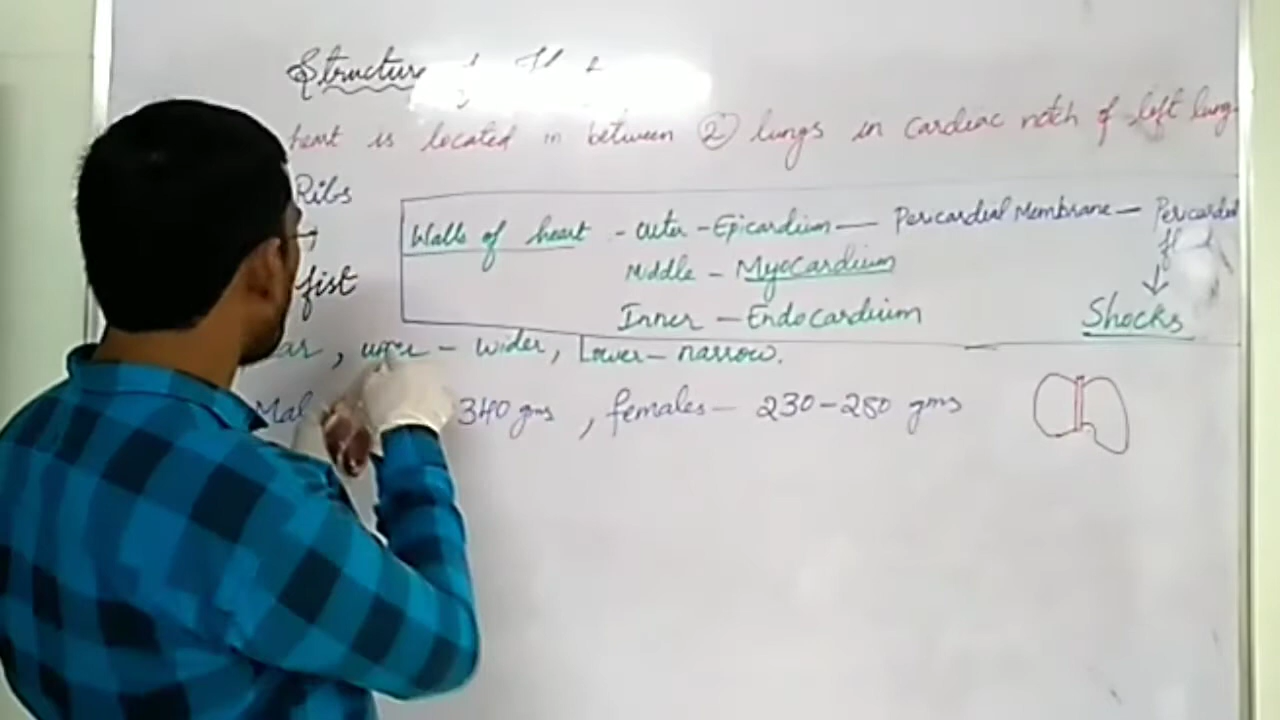 Structure
heart is located in between 2 lungs in cardiac notch of left lung
Ribs
Walls of heart - Outer - Epicardium — Pericardial Membrane — Pericardial
→
Middle - Myocardium
fist ↓
Inner — Endocardium Shocks
, upper - wider, Lower - narrow.
Mal 340 gms , females - 230-280 gms